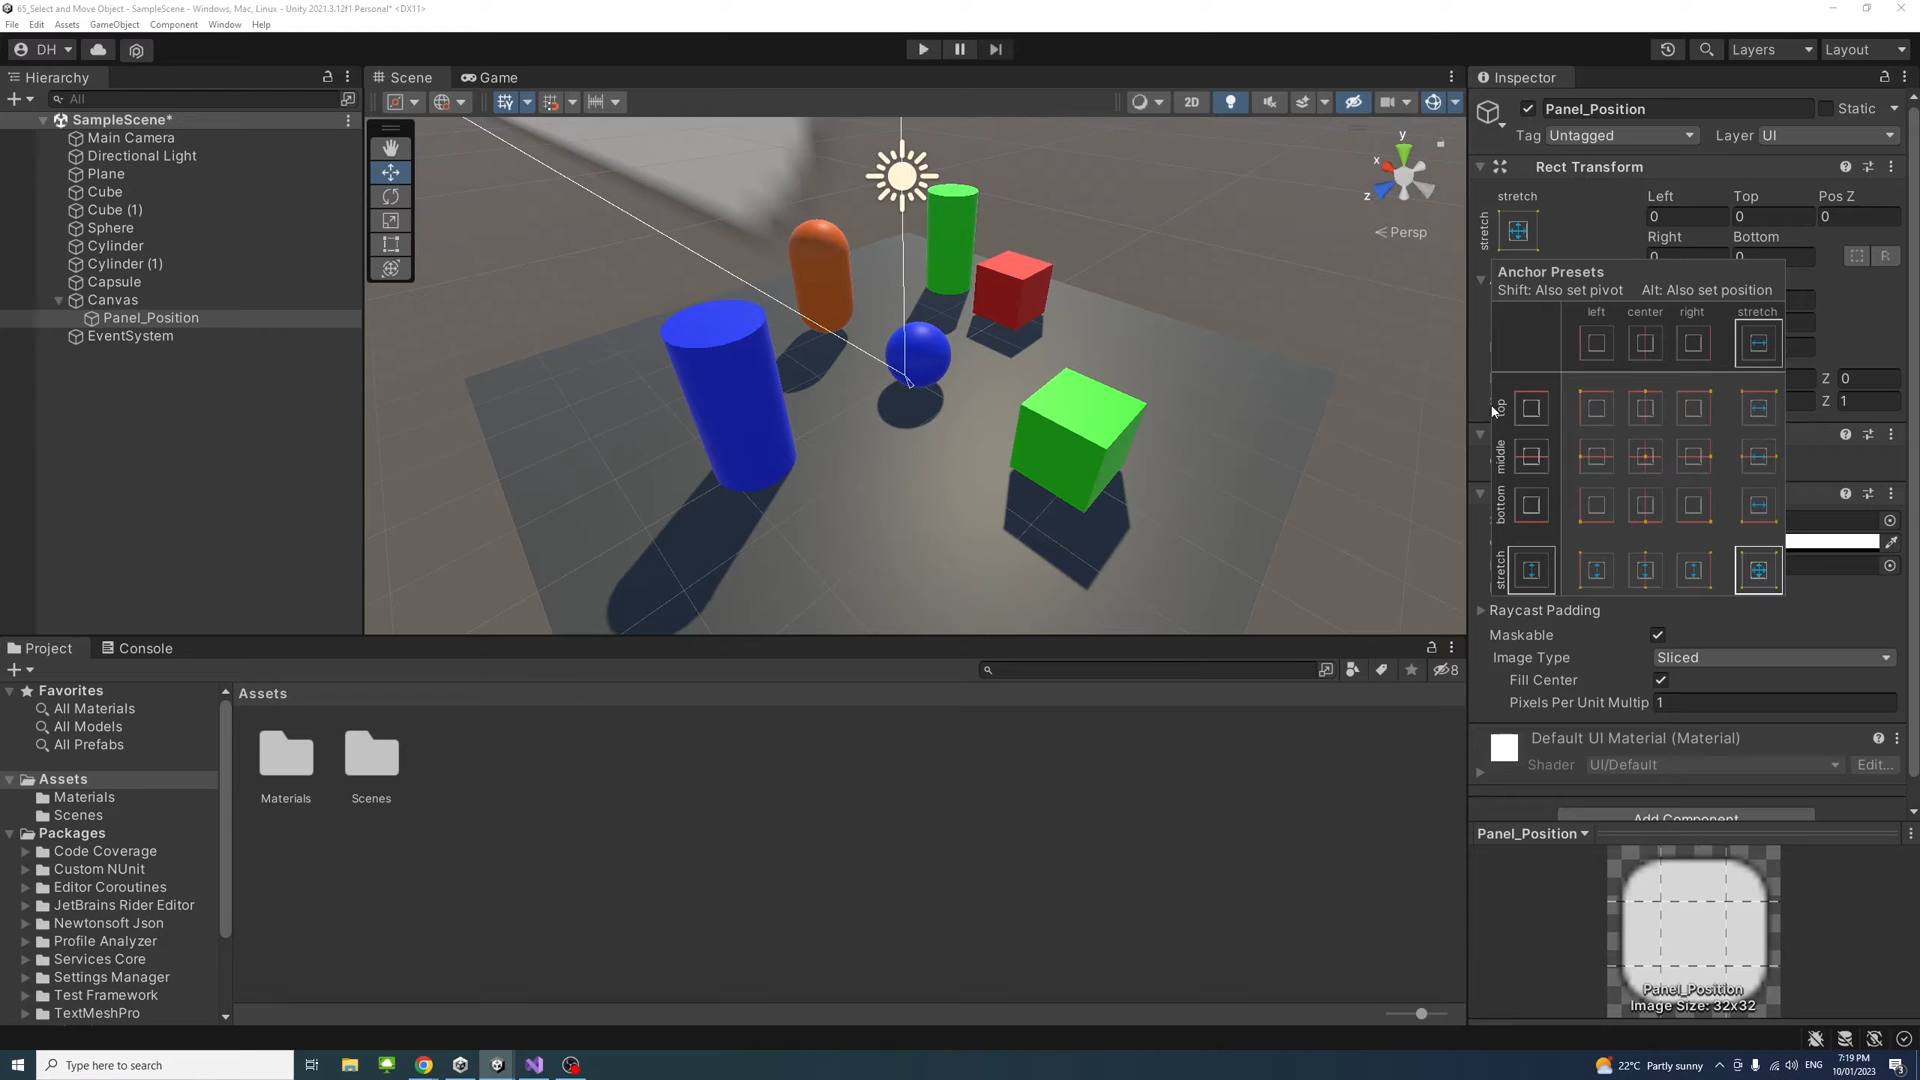 65_Select and Move Object - SampleScene - Windows, Mac, Linux - Unity 2021.3.12f1 Personal* <DX11>
File Edit Assets GameObject Component Window Help
DH
Layers
Layout
Hierarchy
All
SampleScene*
Main Camera
Directional Light
Plane
Cube
Cube (1)
Sphere
Cylinder
Cylinder (1)
Capsule
Canvas
Panel_Position
EventSystem
Scene
Game
2D
y
x
z
Persp
Inspector
Panel_Position
Static
Tag Untagged
Layer UI
Rect Transform
stretch
stretch
Left Top Pos Z
0 0 0
Right Bottom
0 0
R
Anchor Presets
Shift: Also set pivot Alt: Also set position
left center right stretch
top
middle
bottom
stretch
Z 0
Z 1
Raycast Padding
Maskable
Image Type Sliced
Fill Center
Pixels Per Unit Multip 1
Default UI Material (Material)
Shader UI/Default Edit...
Add Component
Panel_Position
Panel_Position
Image Size: 32x32
Project
Console
8
Favorites
All Materials
All Models
All Prefabs
Assets
Materials
Scenes
Packages
Code Coverage
Custom NUnit
Editor Coroutines
JetBrains Rider Editor
Newtonsoft Json
Profile Analyzer
Services Core
Settings Manager
Test Framework
TextMeshPro
Assets
Materials
Scenes
Type here to search
22°C Partly sunny
ENG
7:19 PM
10/01/2023
3